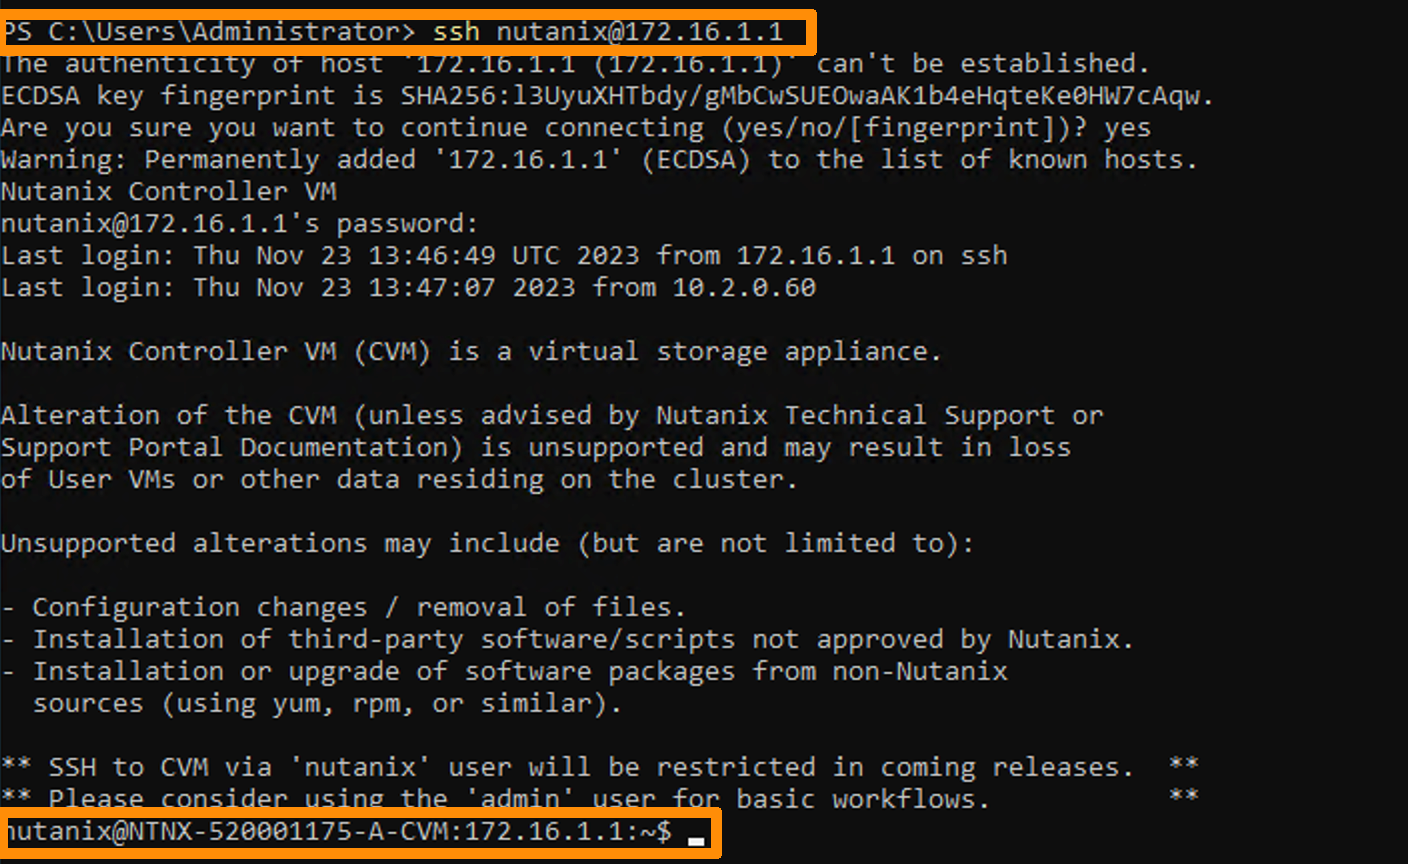 PS C:\Users\Administrator> ssh nutanix@172.16.1.1
The authenticity of host '172.16.1.1 (172.16.1.1)' can't be established.
ECDSA key fingerprint is SHA256:l3UyuXHTbdy/gMbCwSUEOwaAK1b4eHqteKe0HW7cAqw.
Are you sure you want to continue connecting (yes/no/[fingerprint])? yes
Warning: Permanently added '172.16.1.1' (ECDSA) to the list of known hosts.
Nutanix Controller VM
nutanix@172.16.1.1's password:
Last login: Thu Nov 23 13:46:49 UTC 2023 from 172.16.1.1 on ssh
Last login: Thu Nov 23 13:47:07 2023 from 10.2.0.60
Nutanix Controller VM (CVM) is a virtual storage appliance.
Alteration of the CVM (unless advised by Nutanix Technical Support or
Support Portal Documentation) is unsupported and may result in loss
of User VMs or other data residing on the cluster.
Unsupported alterations may include (but are not limited to):
- Configuration changes / removal of files.
- Installation of third-party software/scripts not approved by Nutanix.
- Installation or upgrade of software packages from non-Nutanix
sources (using yum, rpm, or similar).
** SSH to CVM via 'nutanix' user will be restricted in coming releases. **
** Please consider using the 'admin' user for basic workflows. **
nutanix@NTNX-520001175-A-CVM:172.16.1.1:~$